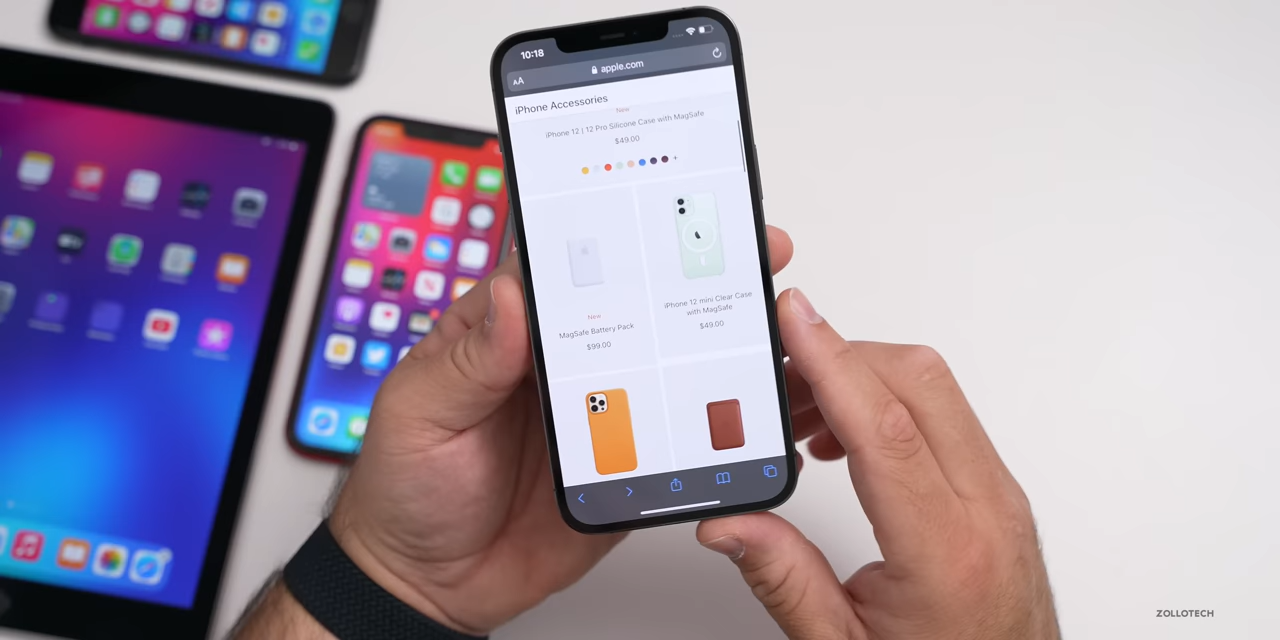 10:18
AA
apple.com
iPhone Accessories
New
iPhone 12 | 12 Pro Silicone Case with MagSafe
$49.00
+
New
MagSafe Battery Pack
$99.00
iPhone 12 mini Clear Case
with MagSafe
$49.00
ZOLLOTECH